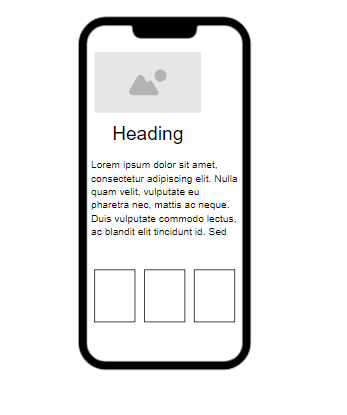 Heading
Lorem ipsum dolor sit amet,
consectetur adipiscing elit. Nulla
quam velit, vulputate eu
pharetra nec, mattis ac neque.
Duis vulputate commodo lectus,
ac blandit elit tincidunt id. Sed